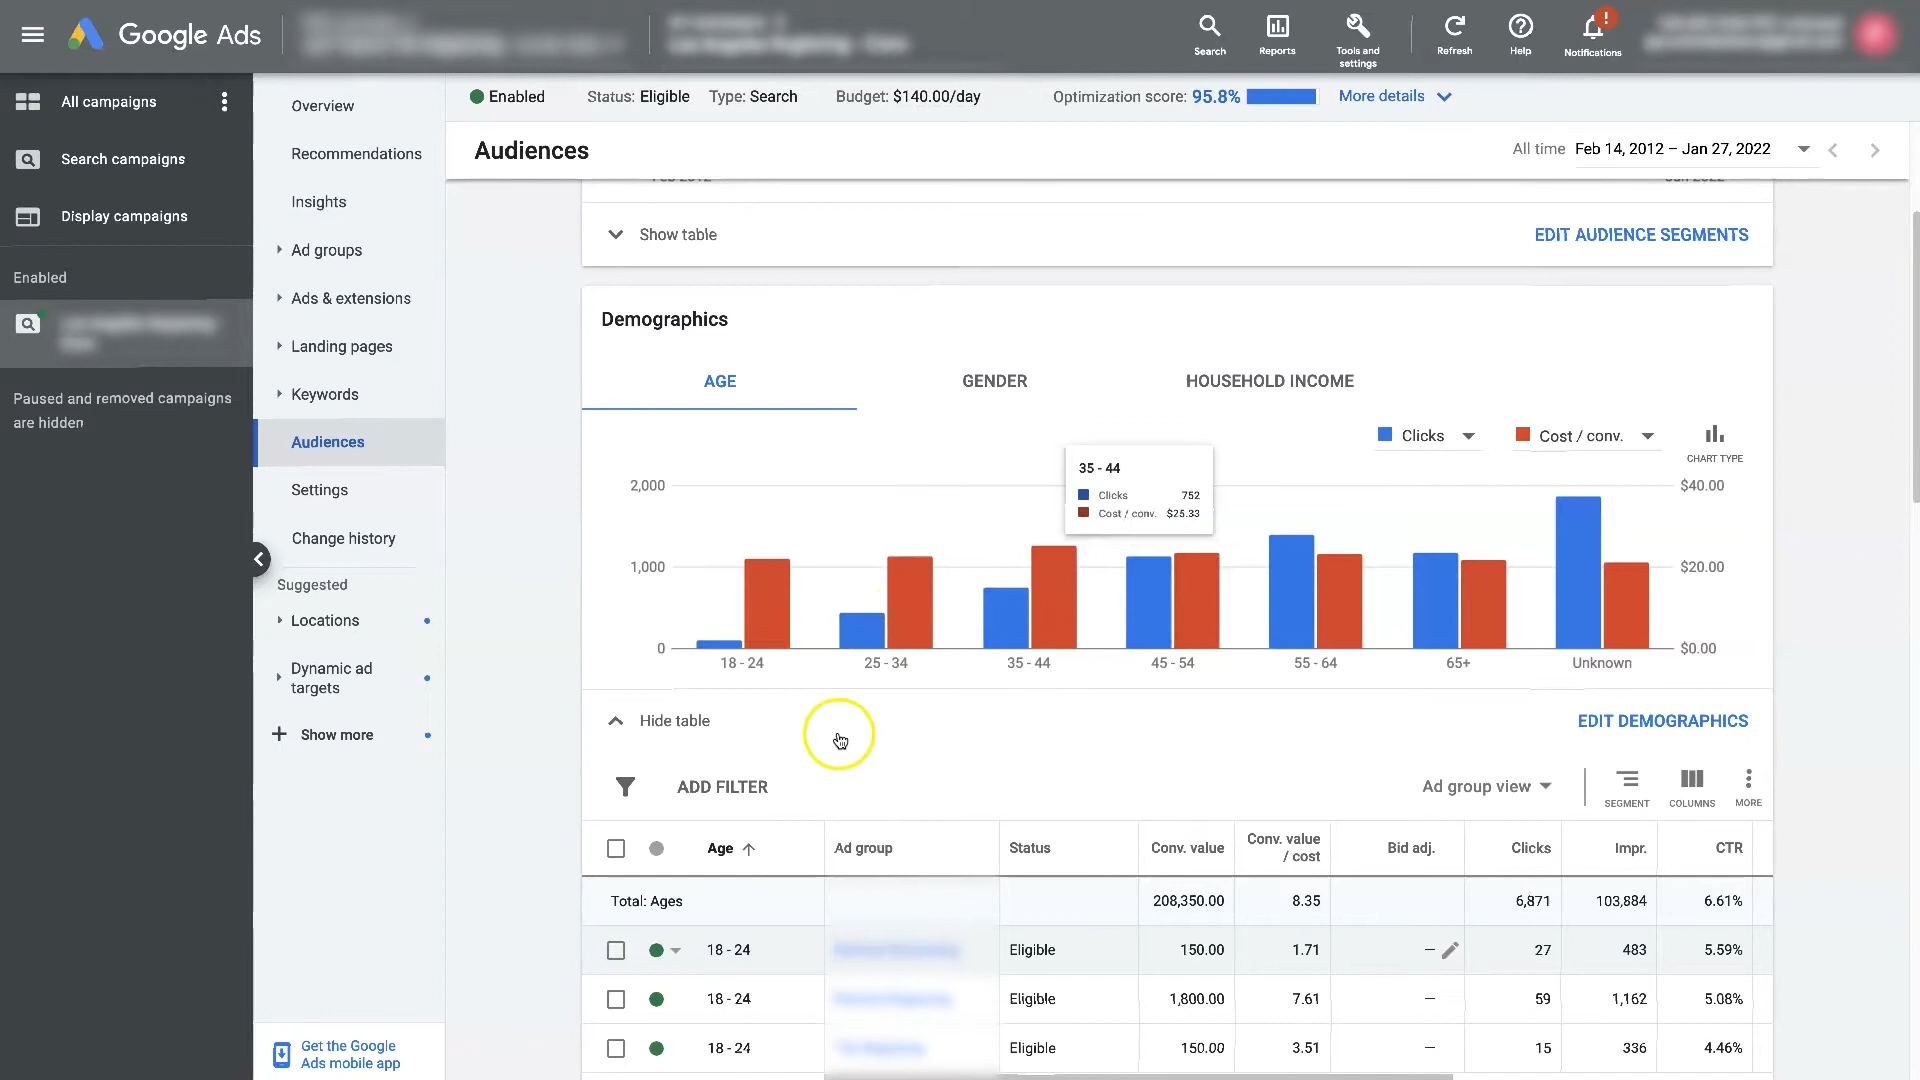 Google Ads
Search
Reports
Tools and
settings
Refresh
Help
!
Notifications
All campaigns
Search campaigns
Display campaigns
Enabled
Paused and removed campaigns
are hidden
Overview
Recommendations
Insights
Ad groups
Ads & extensions
Landing pages
Keywords
Audiences
Settings
Change history
Suggested
Locations
Dynamic ad
targets
Show more
Get the Google
Ads mobile app
Enabled Status: Eligible Type: Search Budget: $140.00/day Optimization score: 95.8% More details
Audiences
All time Feb 14, 2012 – Jan 27, 2022
Show table EDIT AUDIENCE SEGMENTS
Demographics
AGE GENDER HOUSEHOLD INCOME
Clicks Cost / conv.
CHART TYPE
35 - 44
Clicks 752
Cost / conv. $25.33
2,000 $40.00
1,000 $20.00
0 $0.00
18 - 24 25 - 34 35 - 44 45 - 54 55 - 64 65+ Unknown
Hide table EDIT DEMOGRAPHICS
ADD FILTER Ad group view
SEGMENT COLUMNS MORE
Age Ad group Status Conv. value Conv. value / cost Bid adj. Clicks Impr. CTR
Total: Ages 208,350.00 8.35 6,871 103,884 6.61%
18 - 24 Eligible 150.00 1.71 – 27 483 5.59%
18 - 24 Eligible 1,800.00 7.61 – 59 1,162 5.08%
18 - 24 Eligible 150.00 3.51 – 15 336 4.46%